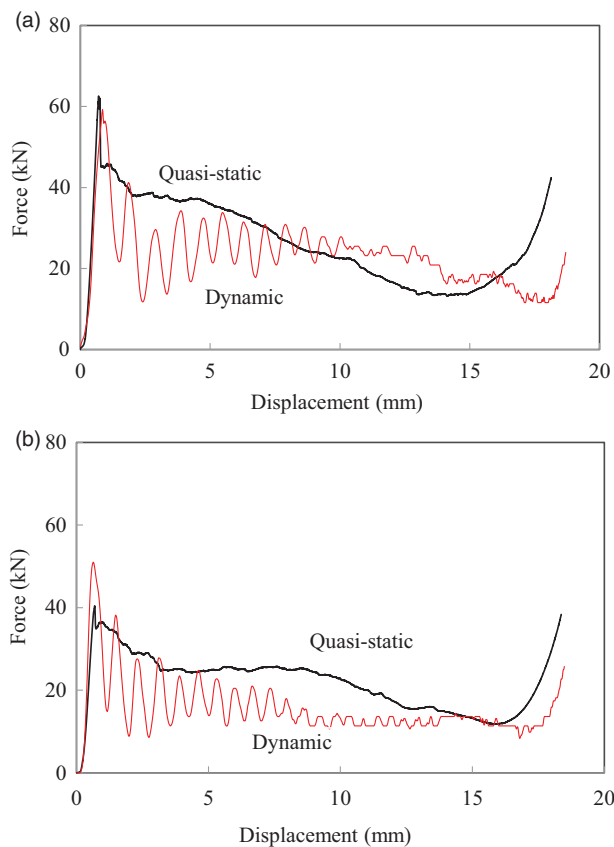 (a)
80
60
40
20
0
Force (kN)
Quasi-static
Dynamic
0 5 10 15 20
Displacement (mm)
(b)
80
60
40
20
0
Force (kN)
Quasi-static
Dynamic
0 5 10 15 20
Displacement (mm)